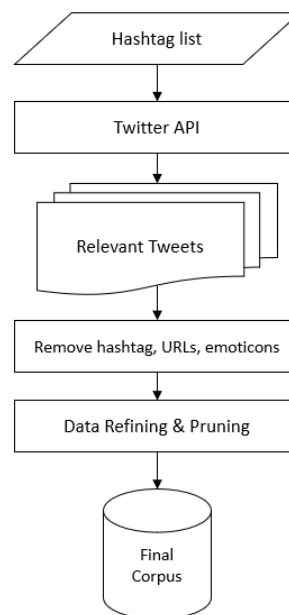 Hashtag list
Twitter API
Relevant Tweets
Remove hashtag, URLs, emoticons
Data Refining & Pruning
Final
Corpus